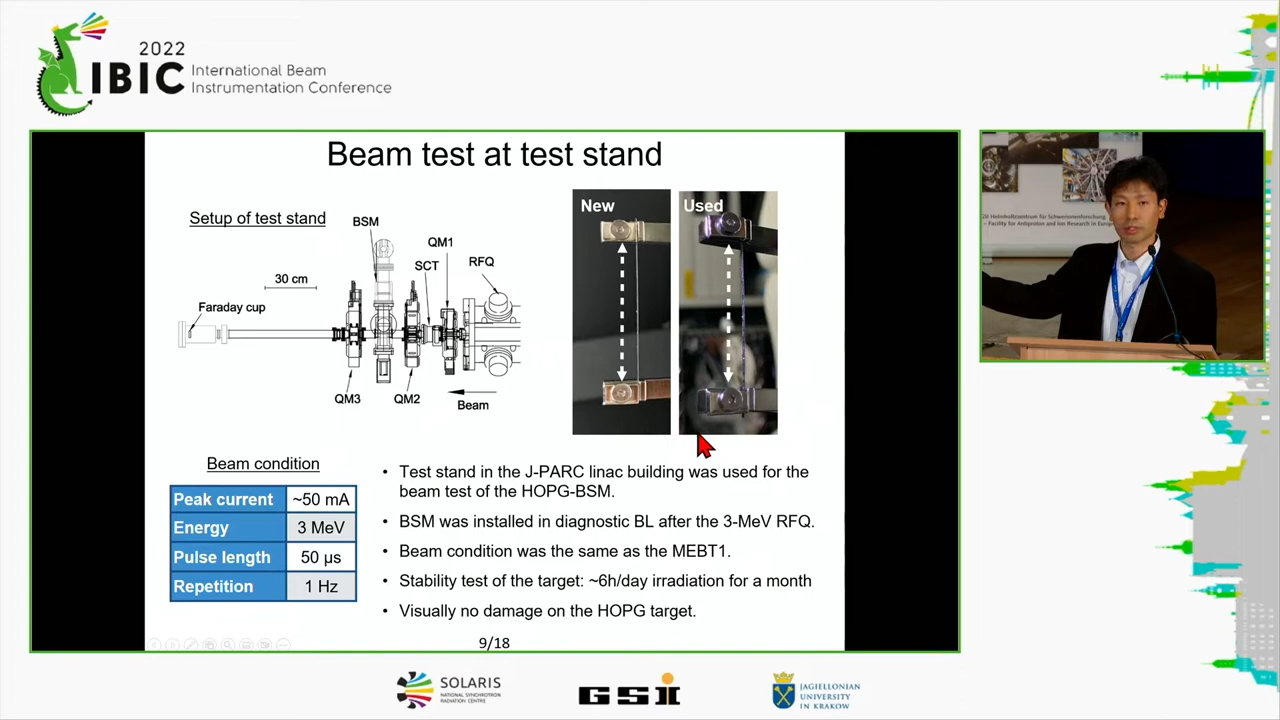 2022
IBIC
International Beam
Instrumentation Conference
Beam test at test stand
Setup of test stand
BSM
QM1
SCT
RFQ
30 cm
Faraday cup
QM3
QM2
Beam
New
Used
Beam condition
Peak current ~50 mA
Energy 3 MeV
Pulse length 50 µs
Repetition 1 Hz
• Test stand in the J-PARC linac building was used for the
beam test of the HOPG-BSM.
• BSM was installed in diagnostic BL after the 3-MeV RFQ.
• Beam condition was the same as the MEBT1.
• Stability test of the target: ~6h/day irradiation for a month
• Visually no damage on the HOPG target.
9/18
SOLARIS
NATIONAL SYNCHROTRON
RADIATION CENTRE
GSI
JAGIELLONIAN
UNIVERSITY
IN KRAKOW